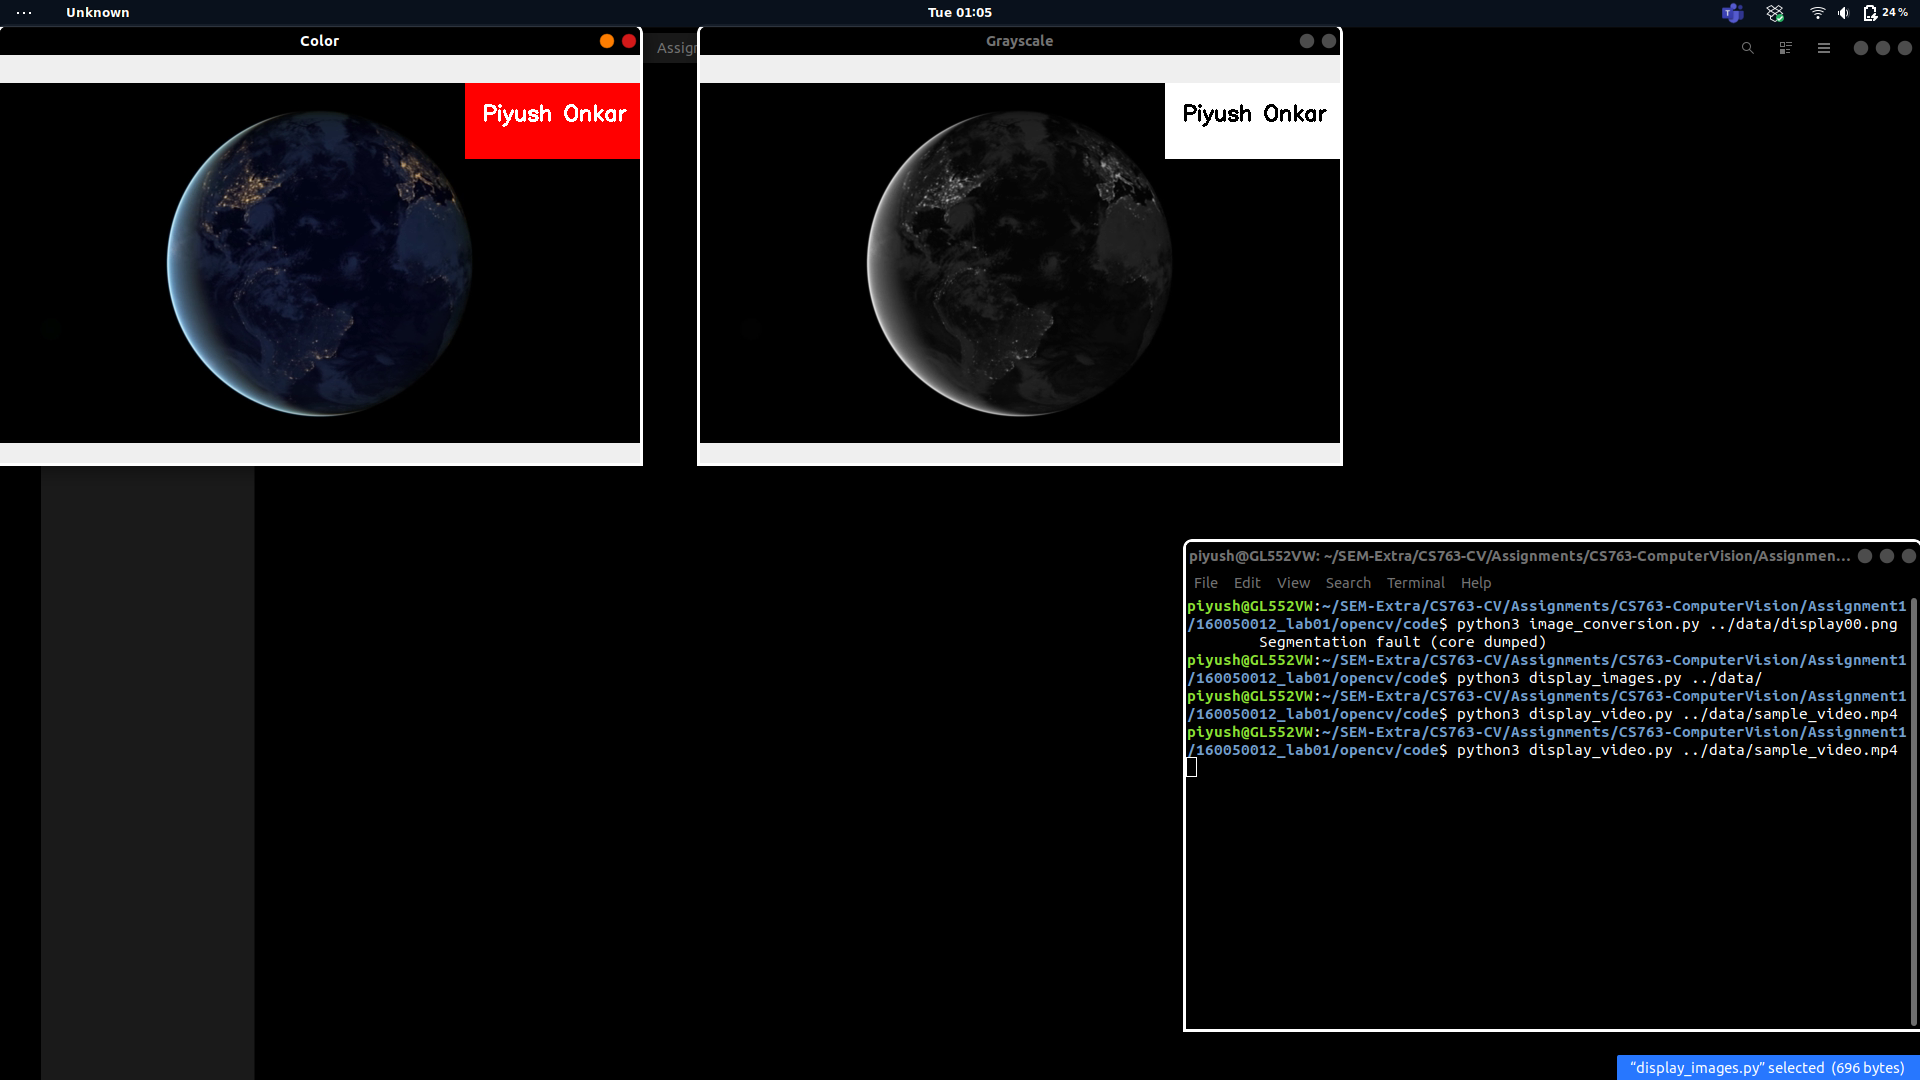 Unknown
Tue 01:05
24 %
Color
Assign
Grayscale
Piyush Onkar
Piyush Onkar
piyush@GL552VW: ~/SEM-Extra/CS763-CV/Assignments/CS763-ComputerVision/Assignmen...
File Edit View Search Terminal Help
piyush@GL552VW:~/SEM-Extra/CS763-CV/Assignments/CS763-ComputerVision/Assignment1
/160050012_lab01/opencv/code$ python3 image_conversion.py ../data/display00.png
Segmentation fault (core dumped)
piyush@GL552VW:~/SEM-Extra/CS763-CV/Assignments/CS763-ComputerVision/Assignment1
/160050012_lab01/opencv/code$ python3 display_images.py ../data/
piyush@GL552VW:~/SEM-Extra/CS763-CV/Assignments/CS763-ComputerVision/Assignment1
/160050012_lab01/opencv/code$ python3 display_video.py ../data/sample_video.mp4
piyush@GL552VW:~/SEM-Extra/CS763-CV/Assignments/CS763-ComputerVision/Assignment1
/160050012_lab01/opencv/code$ python3 display_video.py ../data/sample_video.mp4
“display_images.py” selected (696 bytes)